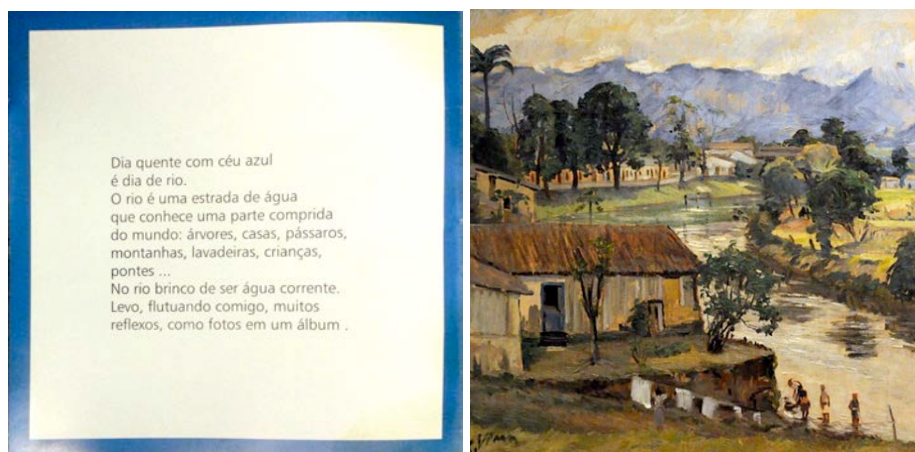 Dia quente com céu azul
é dia de rio.
O rio é uma estrada de água
que conhece uma parte comprida
do mundo: árvores, casas, pássaros,
montanhas, lavadeiras, crianças,
pontes ...
No rio brinco de ser água corrente.
Levo, flutuando comigo, muitos
reflexos, como fotos em um álbum .